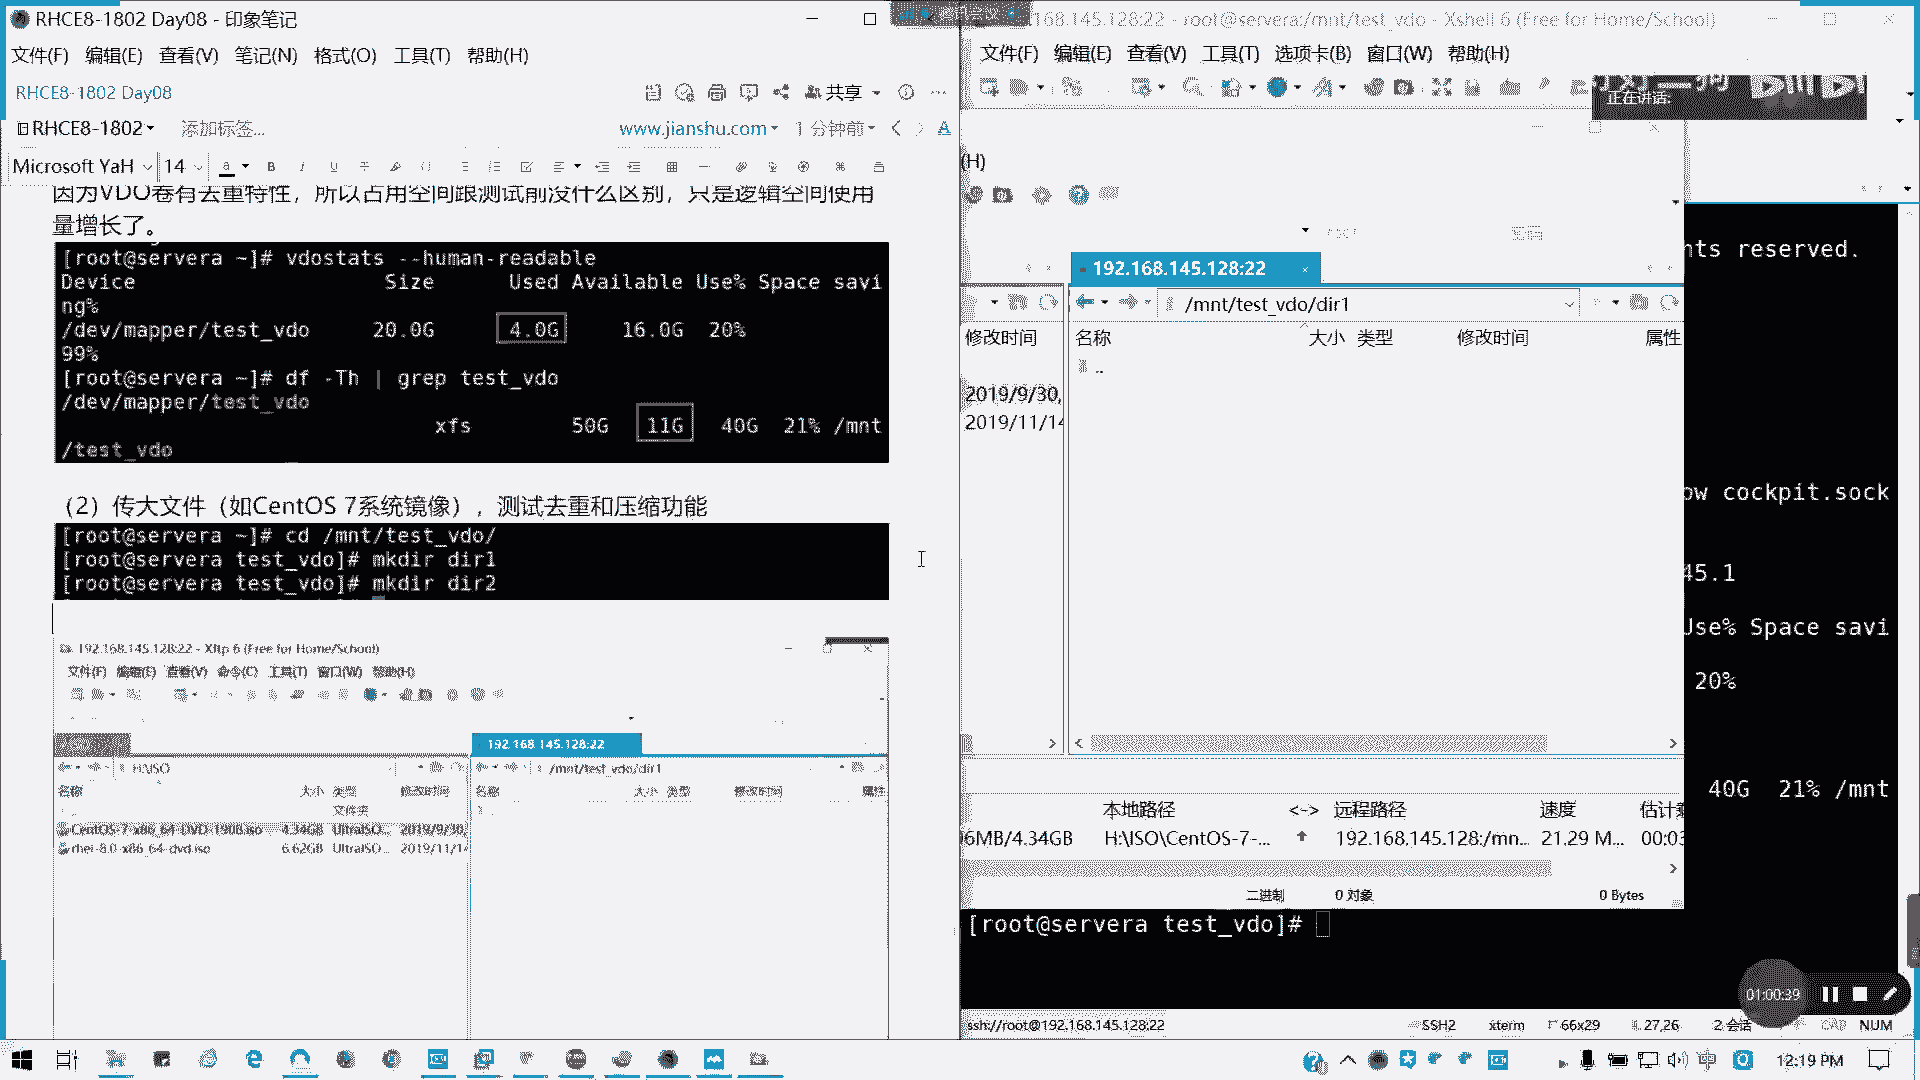 RHCE8-1802 Day08 - 印象笔记
文件(F) 编辑(E) 查看(V) 笔记(N) 格式(O) 工具(T) 帮助(H)
RHCE8-1802 Day08
共享
RHCE8-1802
添加标签...
www.jianshu.com
1 分钟前
Microsoft YaH
14
因为VDO卷有去重特性，所以占用空间跟测试前没什么区别，只是逻辑空间使用
量增长了。
[root@servera ~]# vdostats --human-readable
Device Size Used Available Use% Space savi
ng%
/dev/mapper/test_vdo 20.0G 4.0G 16.0G 20%
99%
[root@servera ~]# df -Th | grep test_vdo
/dev/mapper/test_vdo
xfs 50G 11G 40G 21% /mnt
/test_vdo
（2）传大文件（如CentOS 7系统镜像），测试去重和压缩功能
[root@servera ~]# cd /mnt/test_vdo/
[root@servera test_vdo]# mkdir dir1
[root@servera test_vdo]# mkdir dir2
192.168.145.128:22 - Xftp 6 (Free for Home/School)
文件(F) 编辑(E) 查看(V) 命令(C) 工具(T) 窗口(W) 帮助(H)
192.168.145.128:22
H:\ISO
/mnt/test_vdo/dir1
名称 大小 类型 修改时间
名称 大小 类型 修改时间 属性
文件夹
CentOS-7-x86_64-DVD-1908.iso 4.34GB UltraISO... 2019/9/30,
rhel-8.0-x86_64-dvd.iso 6.62GB UltraISO... 2019/11/14
168.145.128:22 - root@servera:/mnt/test_vdo - Xshell 6 (Free for Home/School)
文件(F) 编辑(E) 查看(V) 工具(T) 选项卡(B) 窗口(W) 帮助(H)
正在讲话:
(H)
192.168.145.128:22
/mnt/test_vdo/dir1
修改时间
名称 大小 类型 修改时间 属性
..
2019/9/30,
2019/11/14
本地路径 <-> 远程路径 速度
6MB/4.34GB H:\ISO\CentOS-7-... 192.168.145.128:/mn... 21.29 M... 00:03
二进制 0 对象 0 Bytes
nts reserved.
ow cockpit.sock
45.1
Use% Space savi
20%
40G 21% /mnt
[root@servera test_vdo]#
01:00:39
ssh://root@192.168.145.128:22 SSH2 xterm 66x29 27,26 2 会话 CAP NUM
中
12:19 PM